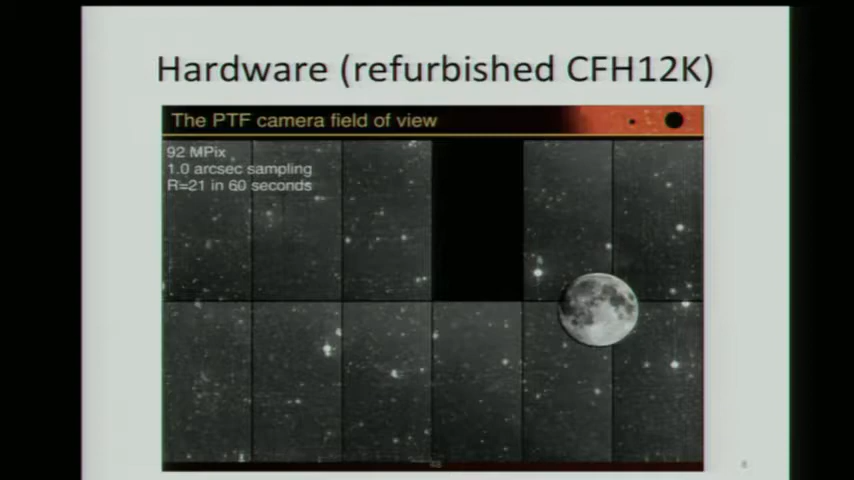 Hardware (refurbished CFH12K)
The PTF camera field of view
92 MPix
1.0 arcsec sampling
R=21 in 60 seconds